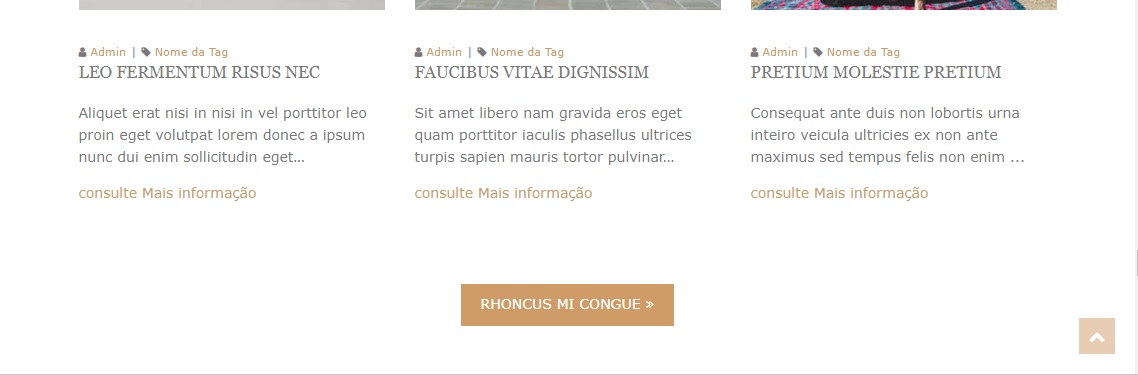 Admin | Nome da Tag
LEO FERMENTUM RISUS NEC
Aliquet erat nisi in nisi in vel porttitor leo
proin eget volutpat lorem donec a ipsum
nunc dui enim sollicitudin eget...
consulte Mais informação
Admin | Nome da Tag
FAUCIBUS VITAE DIGNISSIM
Sit amet libero nam gravida eros eget
quam porttitor iaculis phasellus ultrices
turpis sapien mauris tortor pulvinar...
consulte Mais informação
Admin | Nome da Tag
PRETIUM MOLESTIE PRETIUM
Consequat ante duis non lobortis urna
inteiro veicula ultricies ex non ante
maximus sed tempus felis non enim ...
consulte Mais informação
RHONCUS MI CONGUE »